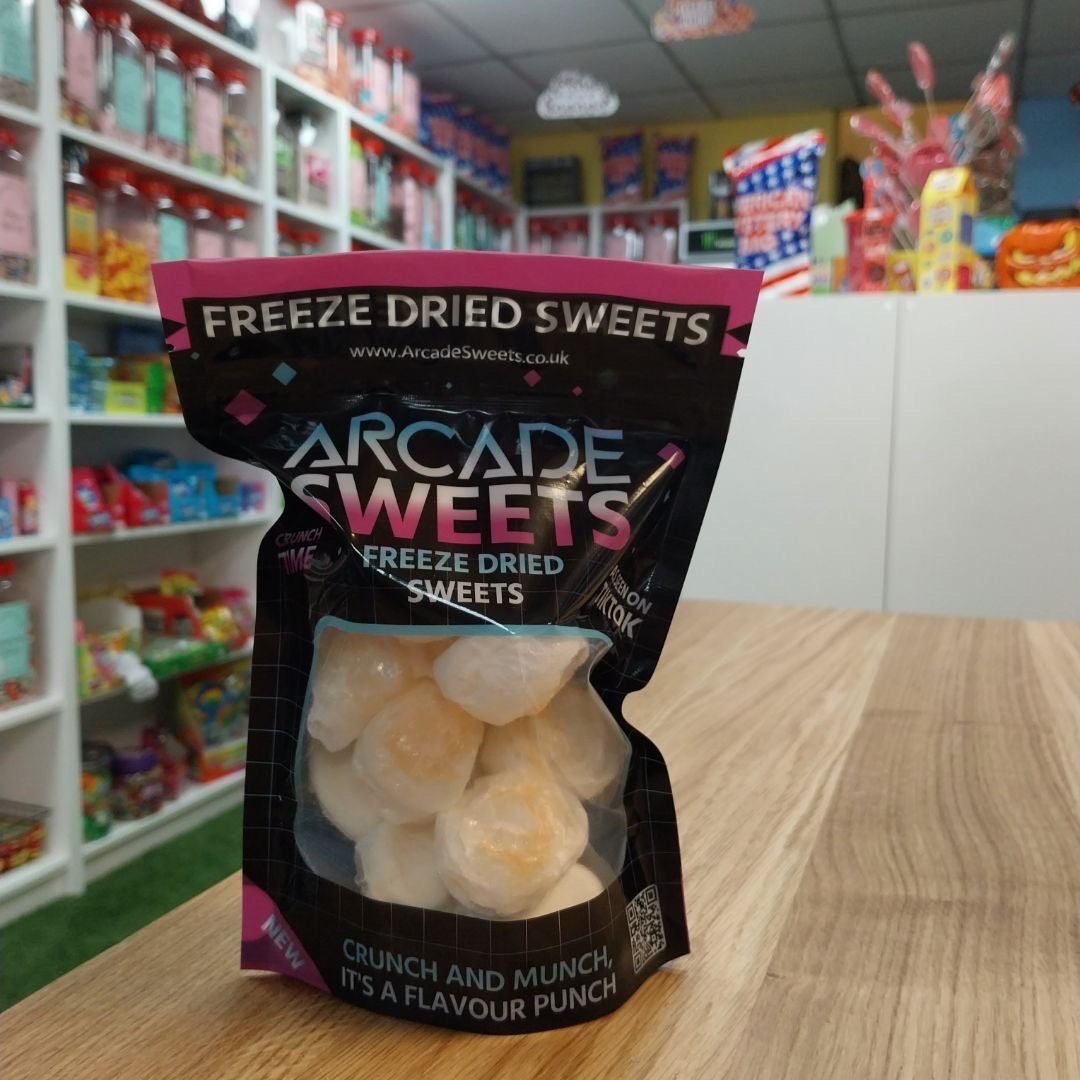 FREEZE DRIED SWEETS
www.ArcadeSweets.co.uk
ARCADE
SWEETS
CRUNCH
TIME
FREEZE DRIED
SWEETS
SEEN ON
TIKTOK
NEW
CRUNCH AND MUNCH,
IT'S A FLAVOUR PUNCH